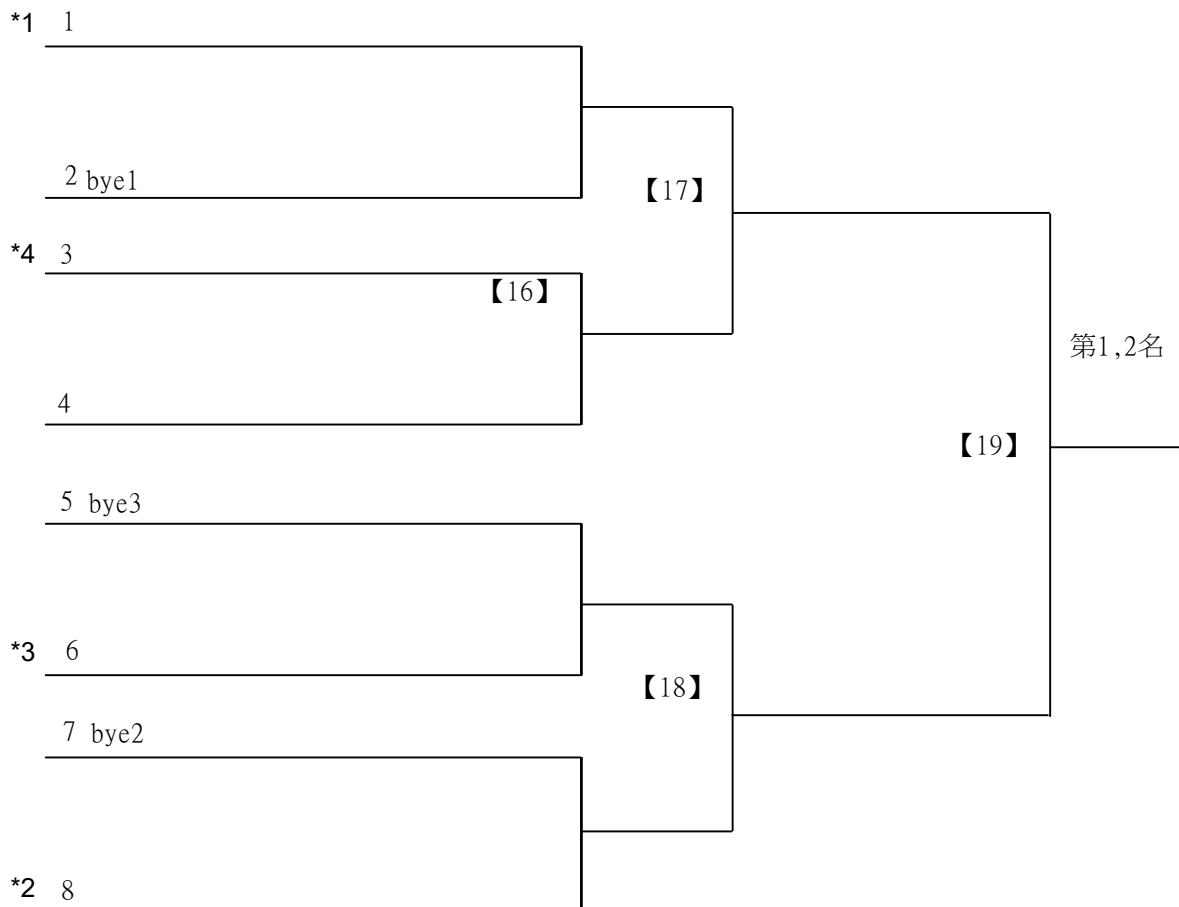 *1 1
2 bye1
【17】
*4 3
【16】
第1,2名
4
【19】
5 bye3
*3 6
【18】
7 bye2
*2 8